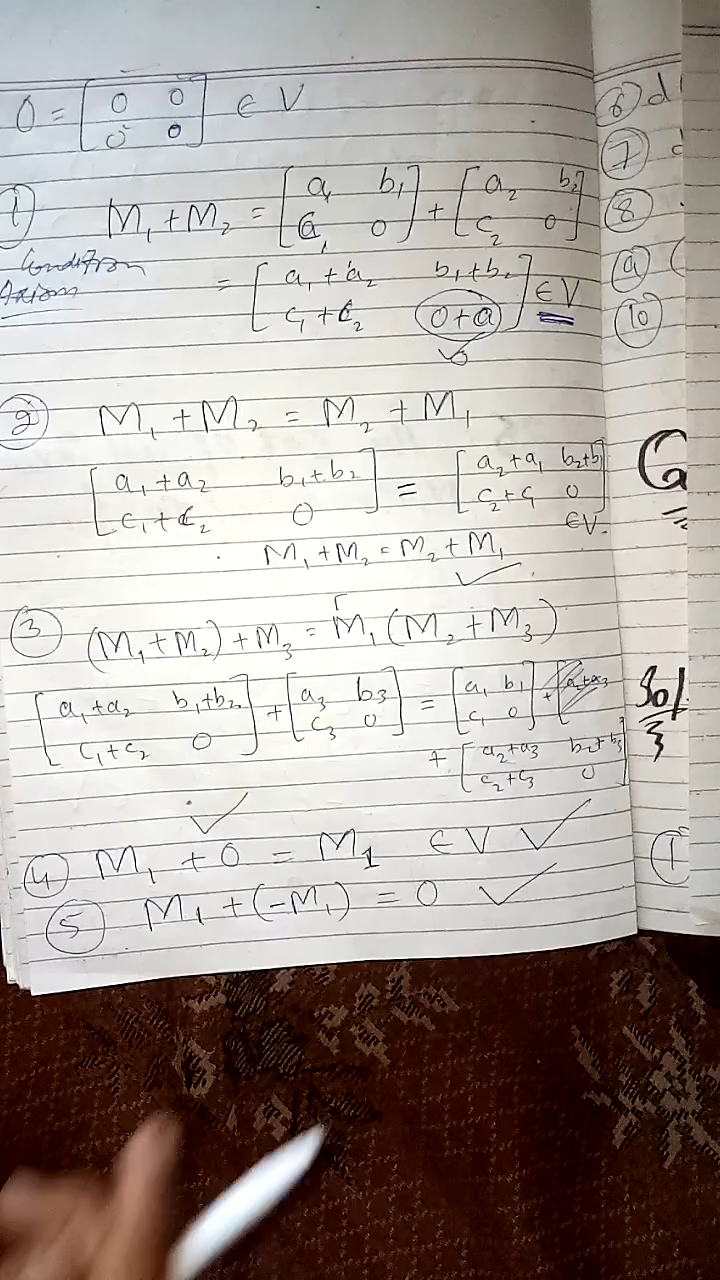 0 = [0 0
0 0] ∈ V
① M₁ + M₂ = [a₁ b₁
C₁ 0] + [a₂ b₂
C₂ 0]
Condition
Axiom
= [a₁ + a₂ b₁ + b₂
C₁ + C₂ 0 + a] ∈ V
② M₁ + M₂ = M₂ + M₁
[a₁ + a₂ b₁ + b₂
C₁ + C₂ 0] = [a₂ + a₁ b₂ + b
C₂ + C₁ 0]
∈ V
M₁ + M₂ = M₂ + M₁
③ (M₁ + M₂) + M₃ = M₁ (M₂ + M₃)
[a₁ + a₂ b₁ + b₂
C₁ + C₂ 0] + [a₃ b₃
C₃ 0] = [a₁ b₁
C₁ 0] +
+ [a₂ + a₃ b₂ + b₃
C₂ + C₃ 0]
④ M₁ + 0 = M₁ ∈ V
⑤ M₁ + (-M₁) = 0
⑥ d
⑦
⑧
⑨ (
⑩
G
Sol
①